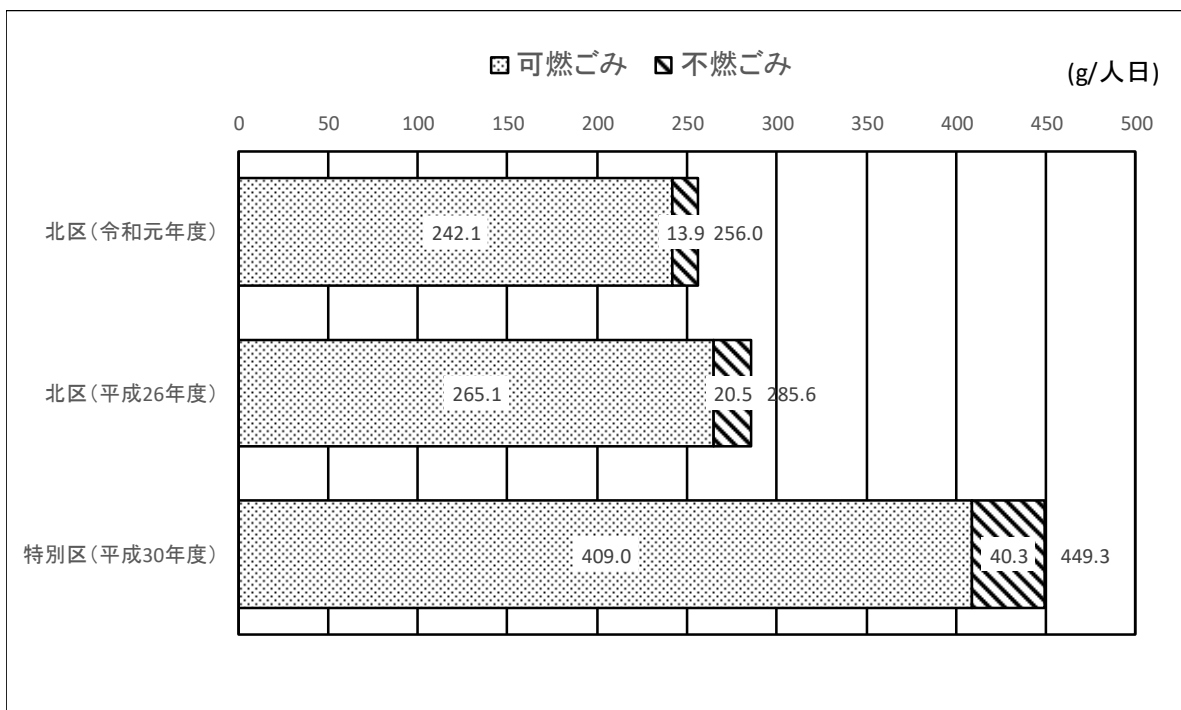 可燃ごみ 不燃ごみ
(g/人日)
0 50 100 150 200 250 300 350 400 450 500
北区(令和元年度) 242.1 13.9 256.0
北区(平成26年度) 265.1 20.5 285.6
特別区(平成30年度) 409.0 40.3 449.3